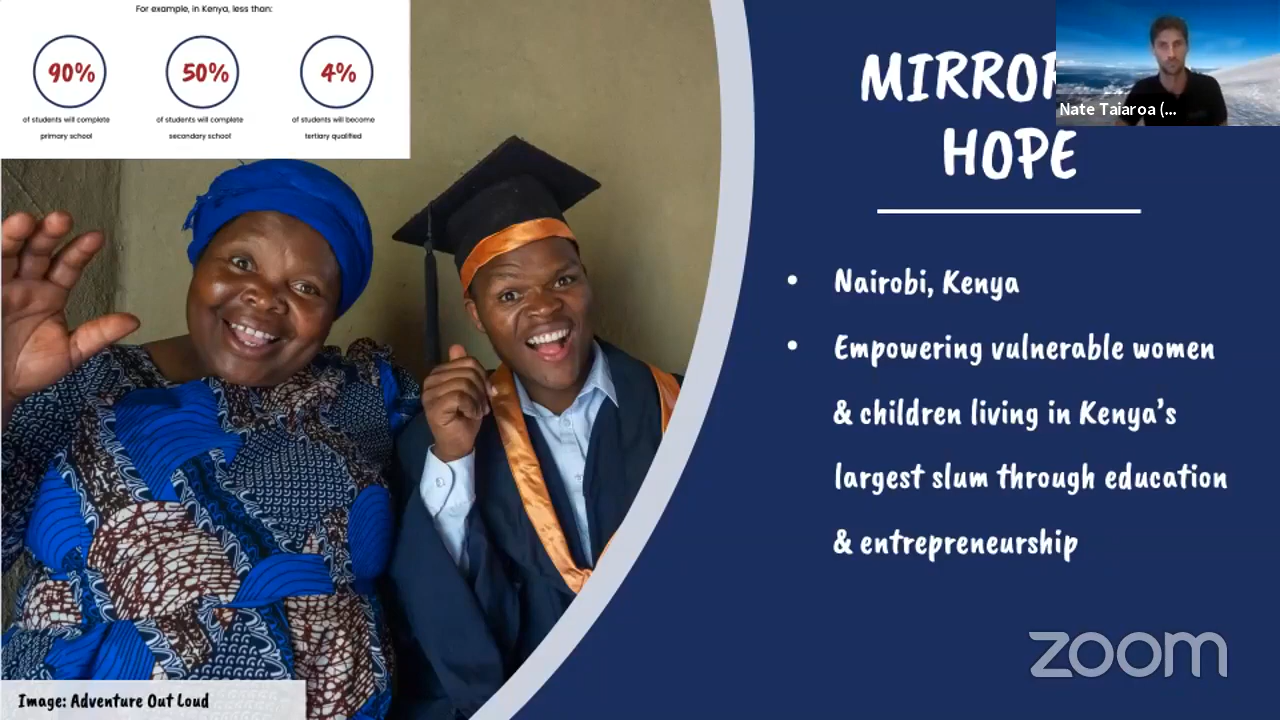 For example, in Kenya, less than:
90%
50%
4%
of students will complete
primary school
of students will complete
secondary school
of students will become
tertiary qualified
MIRROR
HOPE
Nate Taiaroa (...
• Nairobi, Kenya
• Empowering vulnerable women
& children living in Kenya's
largest slum through education
& entrepreneurship
zoom
Image: Adventure Out Loud